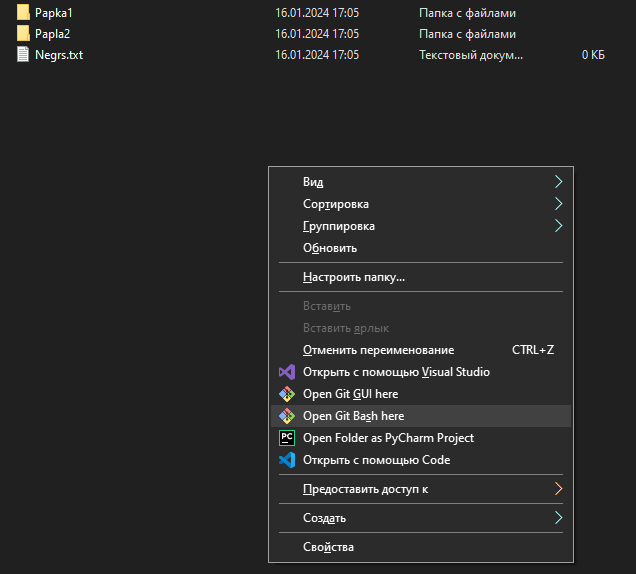 Papka1 16.01.2024 17:05 Папка с файлами
Papla2 16.01.2024 17:05 Папка с файлами
Negrs.txt 16.01.2024 17:05 Текстовый докум... 0 КБ
Вид
Сортировка
Группировка
Обновить
Настроить папку...
Вставить
Вставить ярлык
Отменить переименование CTRL+Z
Открыть с помощью Visual Studio
Open Git GUI here
Open Git Bash here
PC Open Folder as PyCharm Project
Открыть с помощью Code
Предоставить доступ к
Создать
Свойства